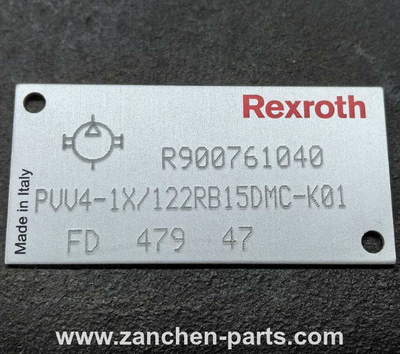 Rexroth
R900761040
PVV4-1X/122RB15DMC-K01
FD 479 47
Made in Italy
www.zanchen-parts.com